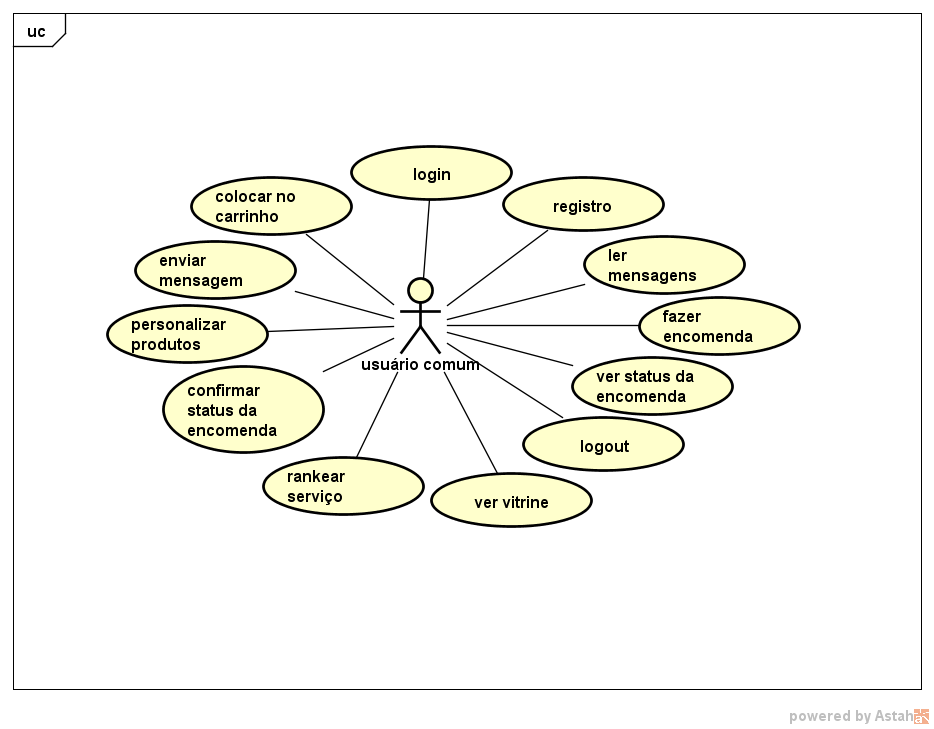 uc
login
colocar no
carrinho
registro
enviar
mensagem
ler
mensagens
personalizar
produtos
fazer
encomenda
usuário comum
confirmar
status da
encomenda
ver status da
encomenda
logout
rankear
serviço
ver vitrine
powered by Astah